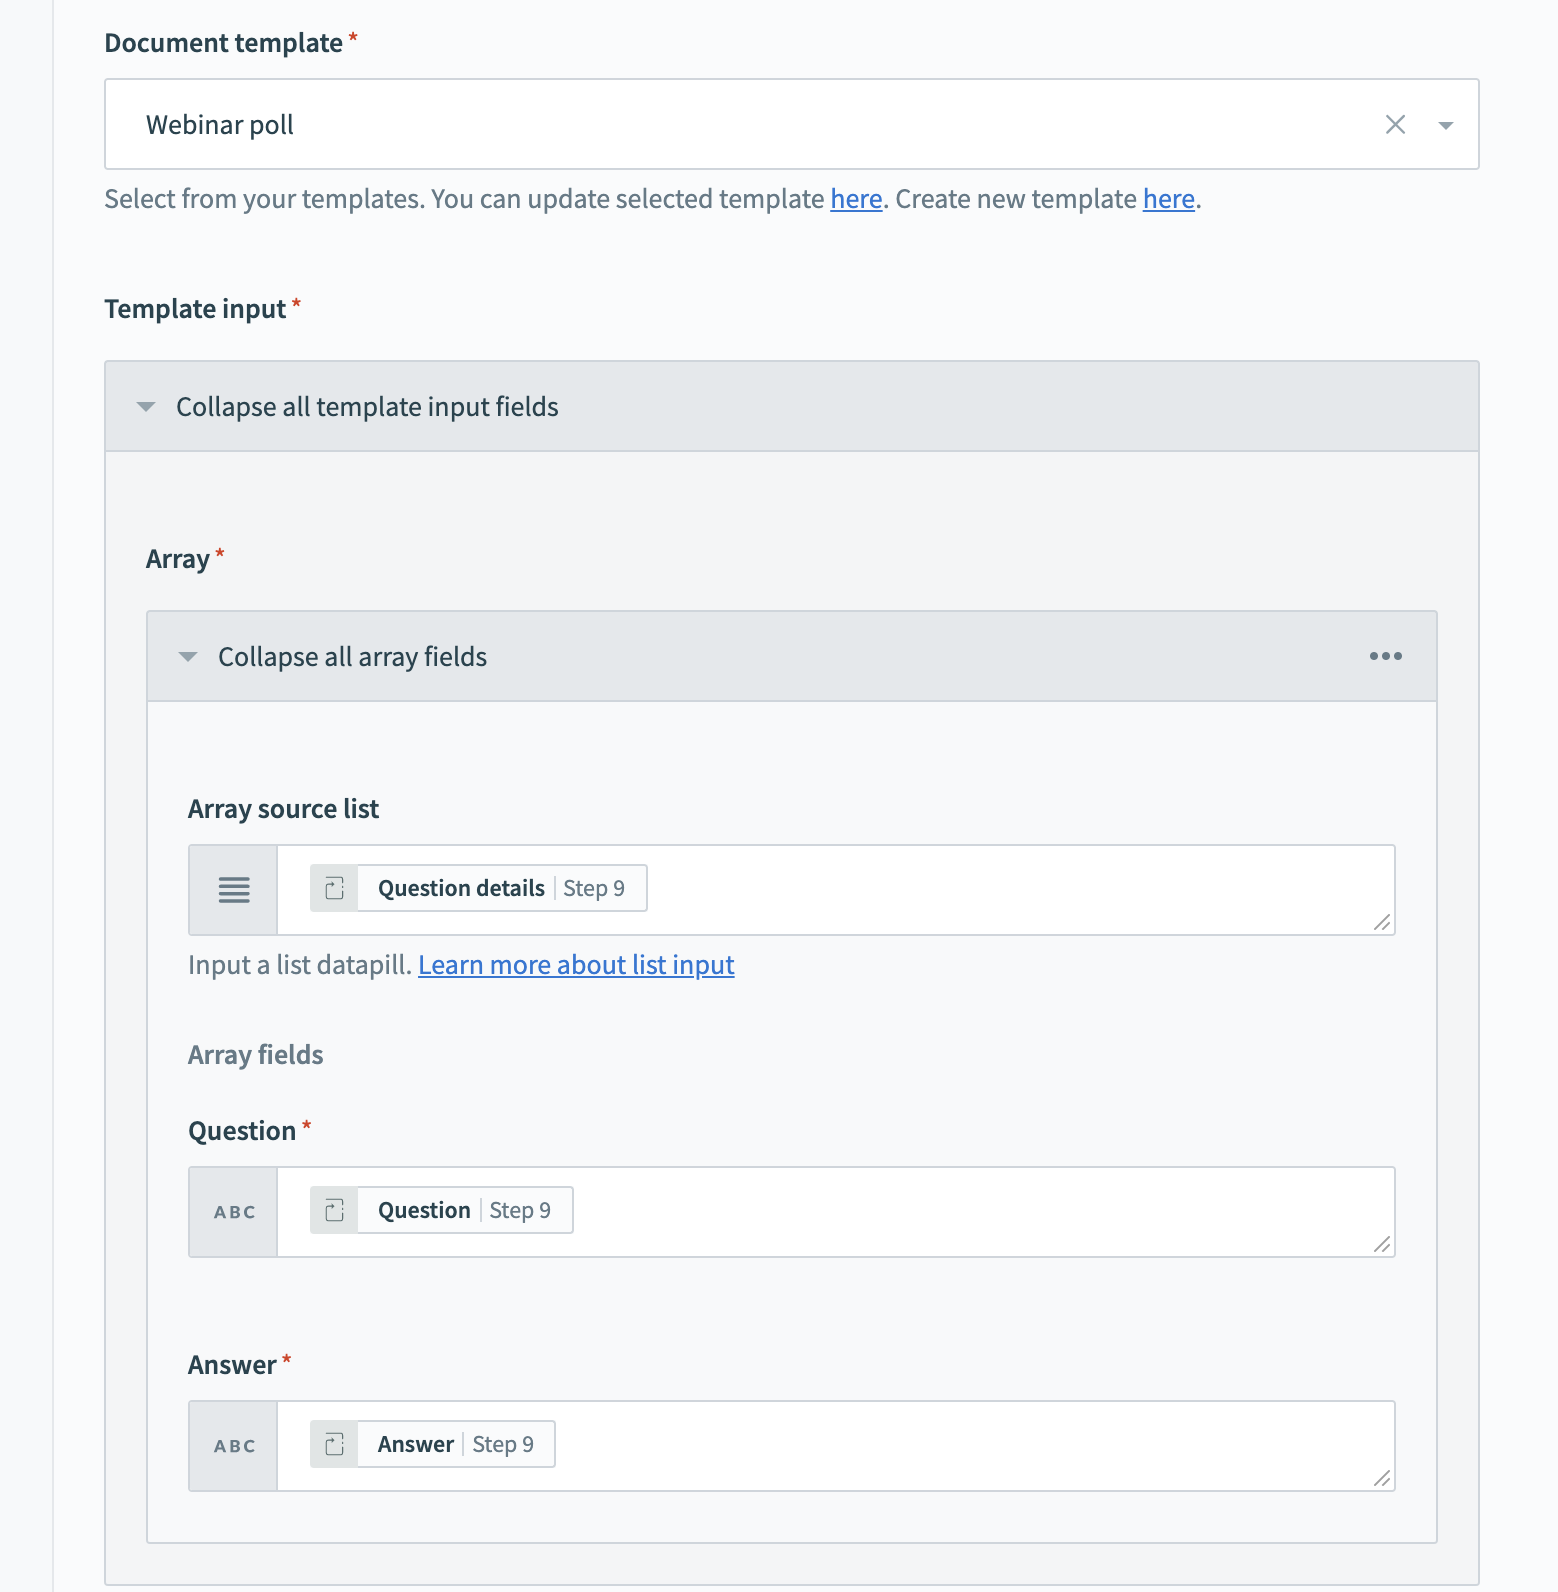 Document template *
Webinar poll
Select from your templates. You can update selected template here. Create new template here.
Template input *
Collapse all template input fields
Array *
Collapse all array fields
Array source list
Question details | Step 9
Input a list datapill. Learn more about list input
Array fields
Question *
ABC Question | Step 9
Answer *
ABC Answer | Step 9